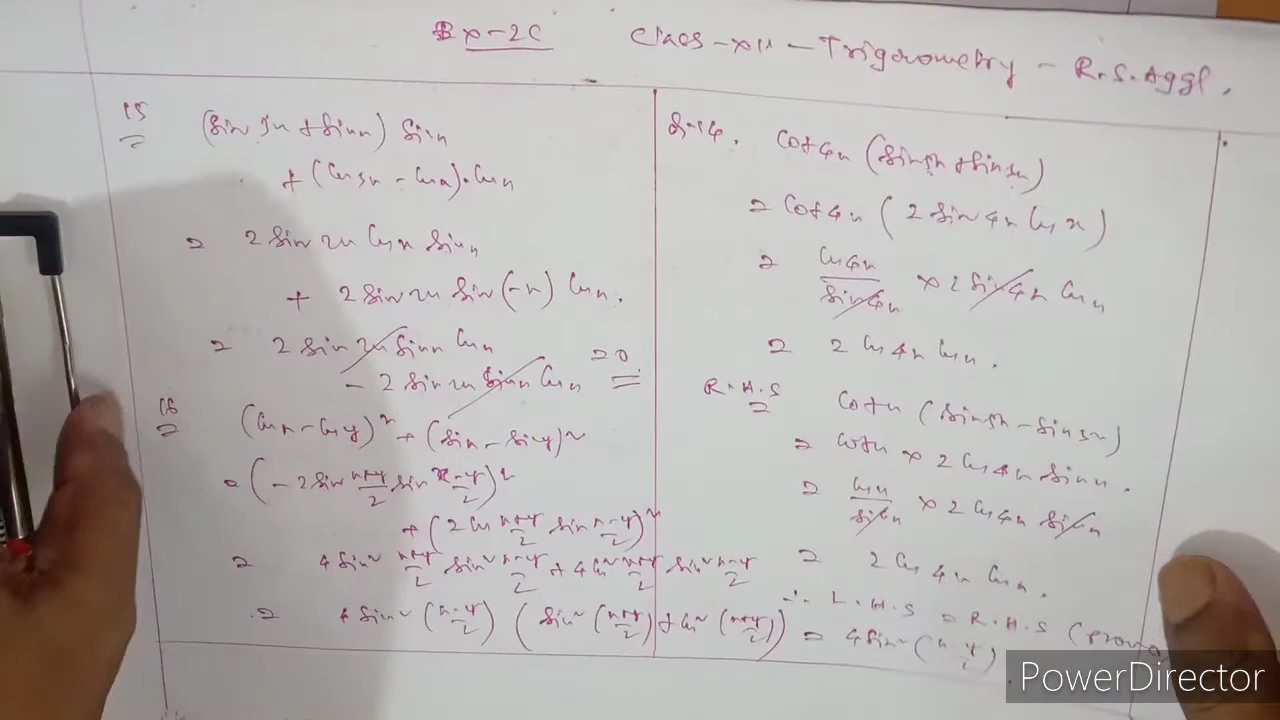 Ex-2C Class-XII - Trigonometry - R.S.Aggl.
15 (Sin 3x + Sin x) Sin x
+ (Cos 3x - Cos x). Cos x
= 2 Sin 2x Cos x Sin x
+ 2 Sin 2x Sin (-x) Cos x.
= 2 Sin 2x Sin x Cos x
- 2 Sin 2x Sin x Cos x = 0
16 (Cos x - Cos y)² + (Sin x - Sin y)²
= (-2 Sin x+y/2 Sin x-y/2)²
+ (2 Cos x+y/2 Sin x-y/2)²
= 4 Sin² x+y/2 Sin² x-y/2 + 4 Cos² x+y/2 Sin² x-y/2
= 4 Sin² (x-y/2) (Sin² (x+y/2) + Cos² (x+y/2))
= 4 Sin² (x-y/2)
Q-14. Cot 4x (Sin 5x + Sin 3x)
= Cot 4x (2 Sin 4x Cos x)
= Cos 4x/Sin 4x × 2 Sin 4x Cos x
= 2 Cos 4x Cos x.
R.H.S = Cot x (Sin 5x - Sin 3x)
= Cot x × 2 Cos 4x Sin x.
= Cos x/Sin x × 2 Cos 4x Sin x
= 2 Cos 4x Cos x.
∴ L.H.S = R.H.S
PowerDirector